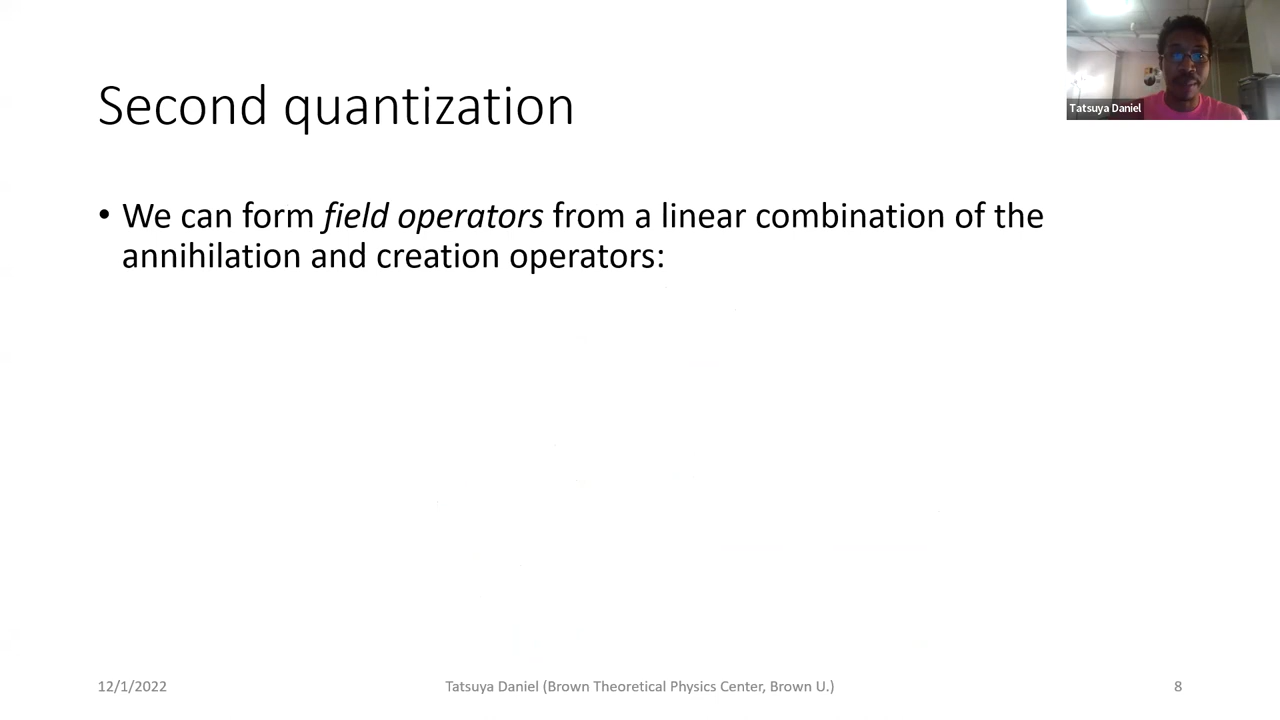 Tatsuya Daniel
Second quantization
• We can form field operators from a linear combination of the
annihilation and creation operators:
12/1/2022
Tatsuya Daniel (Brown Theoretical Physics Center, Brown U.)
8